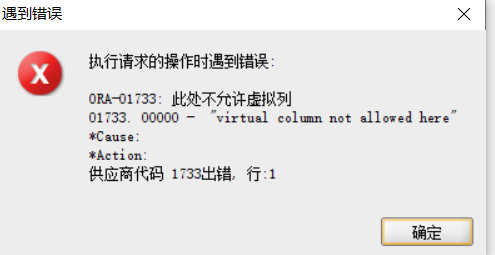 遇到错误
执行请求的操作时遇到错误:
ORA-01733: 此处不允许虚拟列
01733. 00000 -  "virtual column not allowed here"
*Cause:
*Action:
供应商代码 1733出错, 行:1
确定